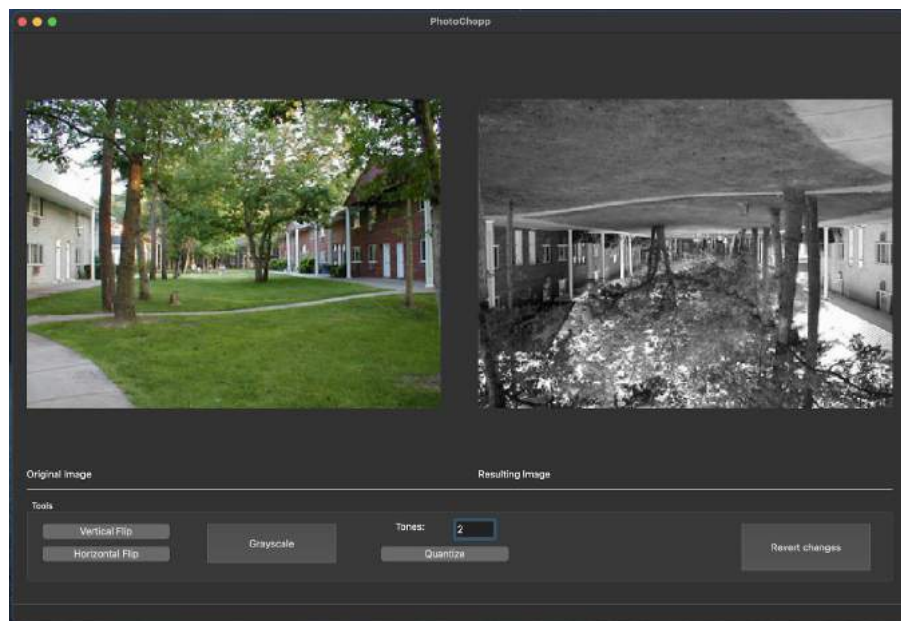 PhotoChopp
Original Image
Resulting Image
Tools
Vertical Flip
Horizontal Flip
Grayscale
Tones:
2
Quantize
Revert changes